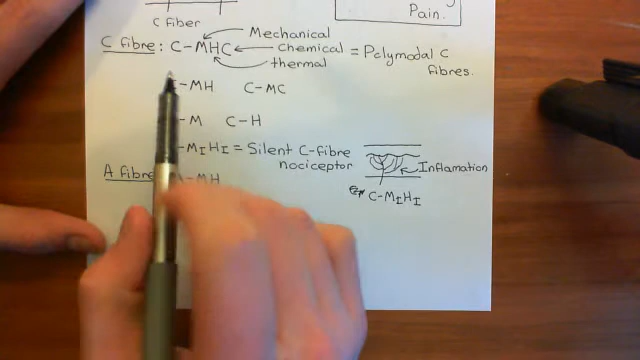 Pain.
C fiber
C fibre: C-MHC
Mechanical
chemical
thermal
= Polymodal C
fibres.
-MH C-MC
-M C-H
-MIHI = Silent C-fibre
nociceptor
Inflamation
C-MIHI
A fibre
-MH